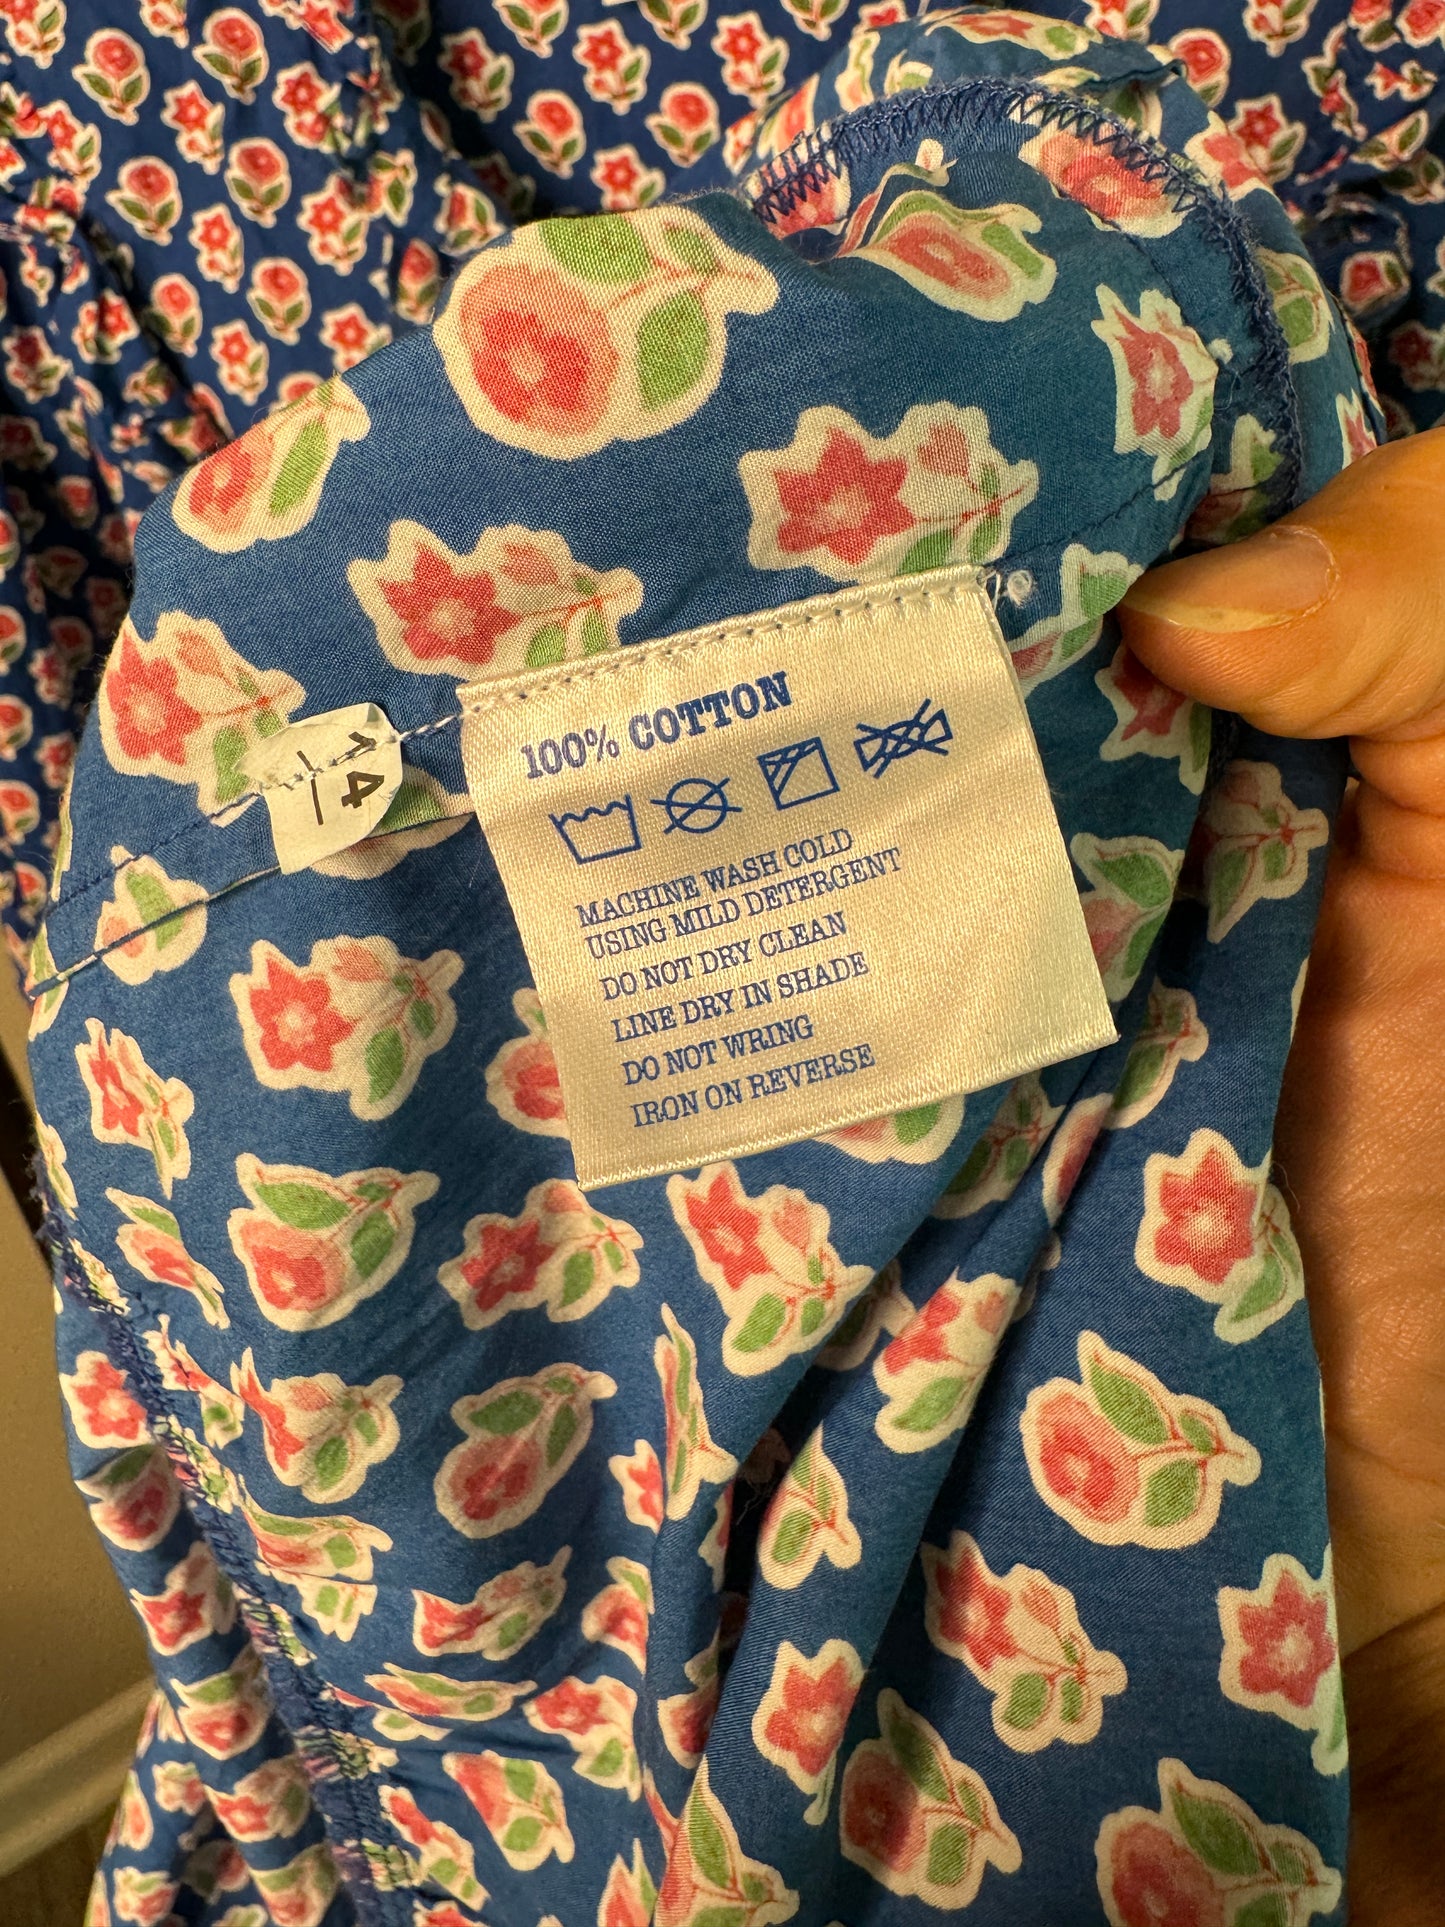 100% COTTON
MACHINE WASH COLD
USING MILD DETERGENT
DO NOT DRY CLEAN
LINE DRY IN SHADE
DO NOT WRING
IRON ON REVERSE